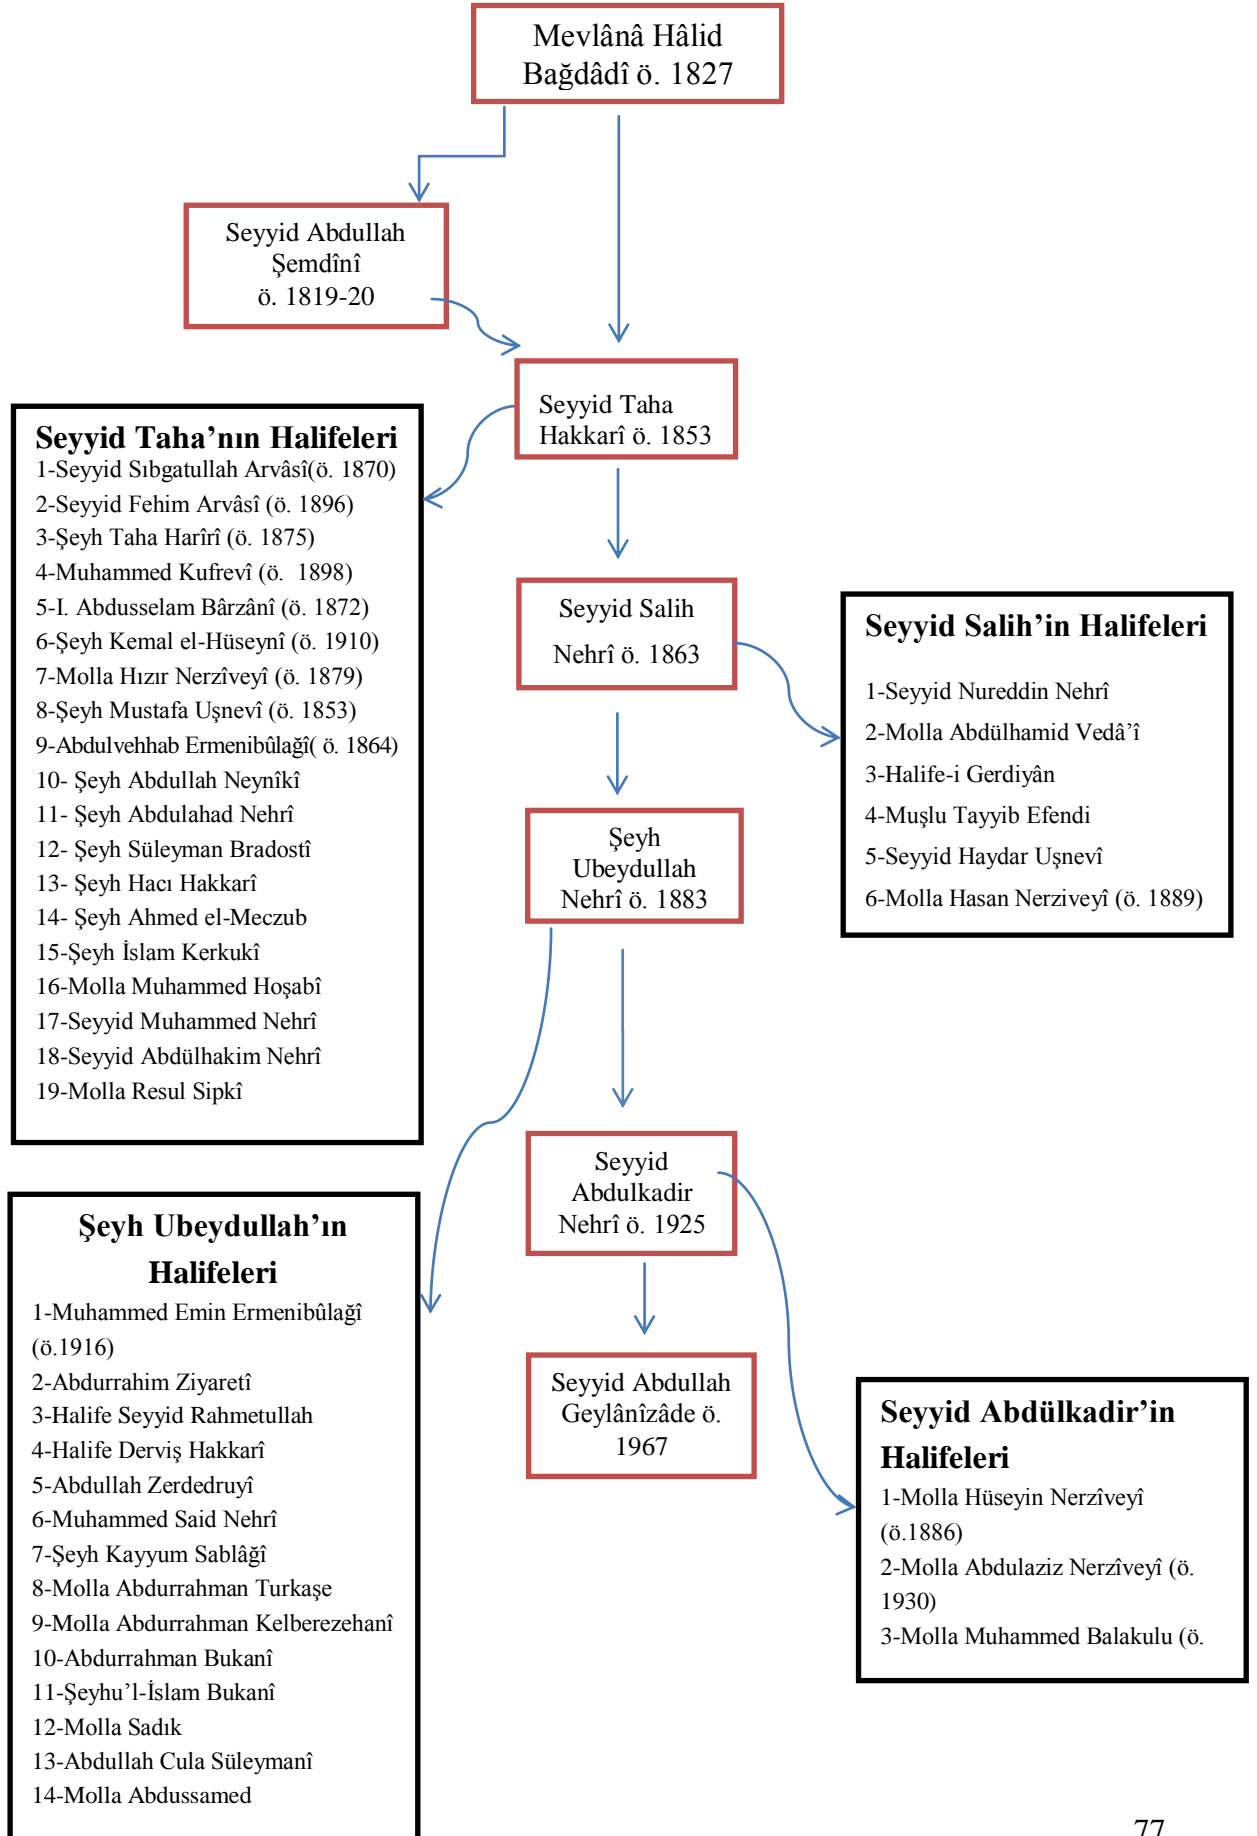 Mevlânâ Hâlid
Bağdâdî ö. 1827
Seyyid Abdullah
Şemdînî
ö. 1819-20
Seyyid Taha
Hakkarî ö. 1853
Seyyid Taha’nın Halifeleri
1-Seyyid Sıbgatullah Arvâsî(ö. 1870)
2-Seyyid Fehim Arvâsî (ö. 1896)
3-Şeyh Taha Harîrî (ö. 1875)
4-Muhammed Kufrevî (ö.  1898)
5-I. Abdusselam Bârzânî (ö. 1872)
6-Şeyh Kemal el-Hüseynî (ö. 1910)
7-Molla Hızır Nerzîveyî (ö. 1879)
8-Şeyh Mustafa Uşnevî (ö. 1853)
9-Abdulvehhab Ermenibûlağî( ö. 1864)
10- Şeyh Abdullah Neynîkî
11- Şeyh Abdulahad Nehrî
12- Şeyh Süleyman Bradostî
13- Şeyh Hacı Hakkarî
14- Şeyh Ahmed el-Meczub
15-Şeyh İslam Kerkukî
16-Molla Muhammed Hoşabî
17-Seyyid Muhammed Nehrî
18-Seyyid Abdülhakim Nehrî
19-Molla Resul Sipkî
Seyyid Salih
Nehrî ö. 1863
Seyyid Salih’in Halifeleri
1-Seyyid Nureddin Nehrî
2-Molla Abdülhamid Vedâ’î
3-Halife-i Gerdiyân
4-Muşlu Tayyib Efendi
5-Seyyid Haydar Uşnevî
6-Molla Hasan Nerziveyî (ö. 1889)
Şeyh
Ubeydullah
Nehrî ö. 1883
Seyyid
Abdulkadir
Nehrî ö. 1925
Şeyh Ubeydullah’ın
Halifeleri
1-Muhammed Emin Ermenibûlağî
(ö.1916)
2-Abdurrahim Ziyaretî
3-Halife Seyyid Rahmetullah
4-Halife Derviş Hakkarî
5-Abdullah Zerdedruyî
6-Muhammed Said Nehrî
7-Şeyh Kayyum Sablâğî
8-Molla Abdurrahman Turkaşe
9-Molla Abdurrahman Kelberezehanî
10-Abdurrahman Bukanî
11-Şeyhu’l-İslam Bukanî
12-Molla Sadık
13-Abdullah Cula Süleymanî
14-Molla Abdussamed
Seyyid Abdullah
Geylânîzâde ö.
1967
Seyyid Abdülkadir’in
Halifeleri
1-Molla Hüseyin Nerzîveyî
(ö.1886)
2-Molla Abdulaziz Nerzîveyî (ö.
1930)
3-Molla Muhammed Balakulu (ö.
77